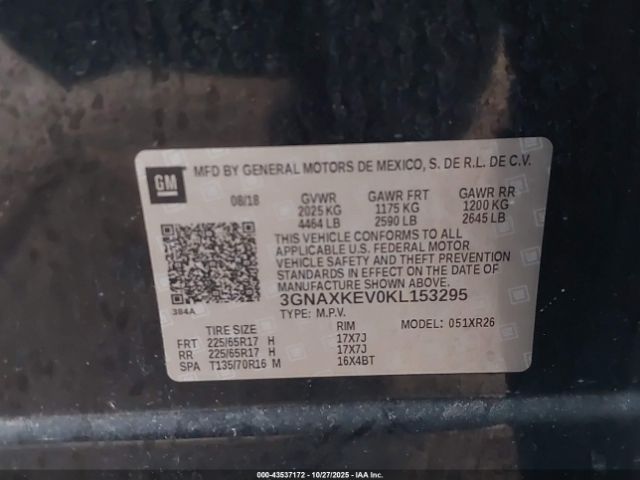 MFD BY GENERAL MOTORS DE MEXICO, S. DE R.L. DE C.V.
GM
08/18 GVWR GAWR FRT GAWR RR
2025 KG 1175 KG 1200 KG
4464 LB 2590 LB 2645 LB
THIS VEHICLE CONFORMS TO ALL
APPLICABLE U.S. FEDERAL MOTOR
VEHICLE SAFETY AND THEFT PREVENTION
STANDARDS IN EFFECT ON THE DATE OF
MANUFACTURE SHOWN ABOVE.
3GNAXKEV0KL153295
384A TYPE: M.P.V.
TIRE SIZE RIM MODEL: 051XR26
FRT 225/65R17 H 17X7J
RR 225/65R17 H 17X7J
SPA T135/70R16 M 16X4BT
000-43537172 | 10/27/2025 | IAA Inc.